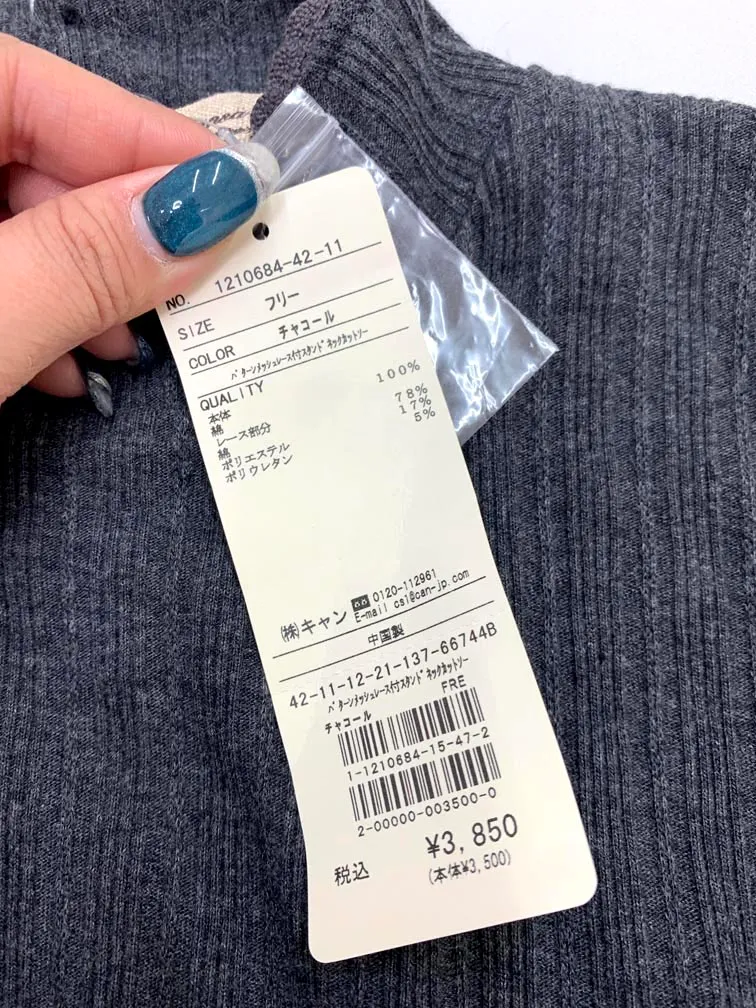 NO. 1210684-42-11
SIZE フリー
COLOR チャコール
パターンメッシュレース付スタンドネックカットソー
QUALITY
本体
綿 100%
レース部分
綿 78%
ポリエステル 17%
ポリウレタン 5%
㈱キャン 0120-112961
E-mail cs1@can-jp.com
中国製
42-11-12-21-137-66744B
パターンメッシュレース付スタンドネックカットソー
チャコール FRE
1-1210684-15-47-2
2-00000-003500-0
税込 ¥3,850
(本体¥3,500)